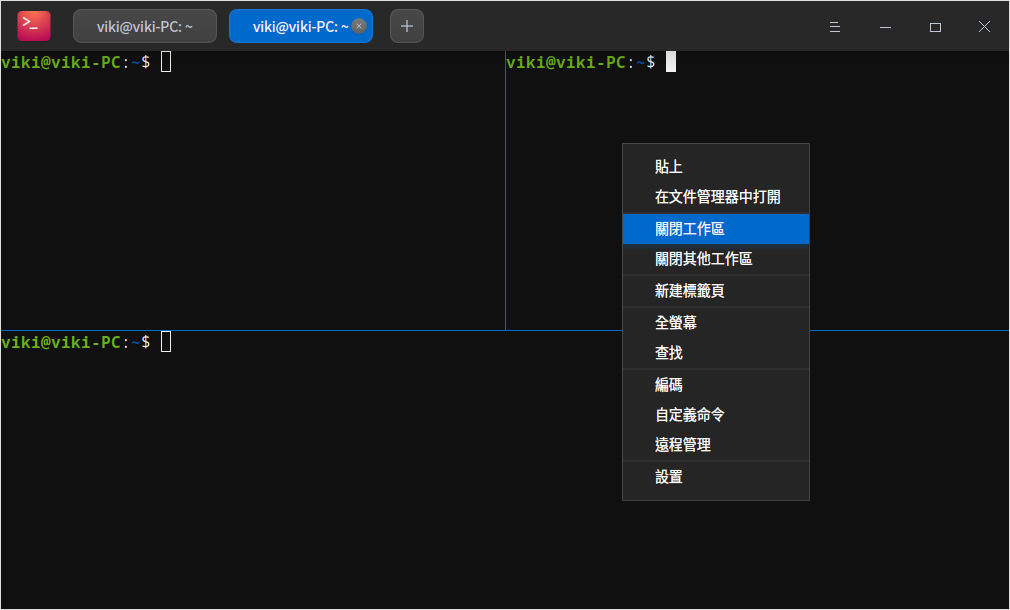 viki@viki-PC: ~
viki@viki-PC: ~
viki@viki-PC:~$
viki@viki-PC:~$
貼上
在文件管理器中打開
關閉工作區
關閉其他工作區
新建標籤頁
全螢幕
查找
編碼
自定義命令
遠程管理
設置
viki@viki-PC:~$